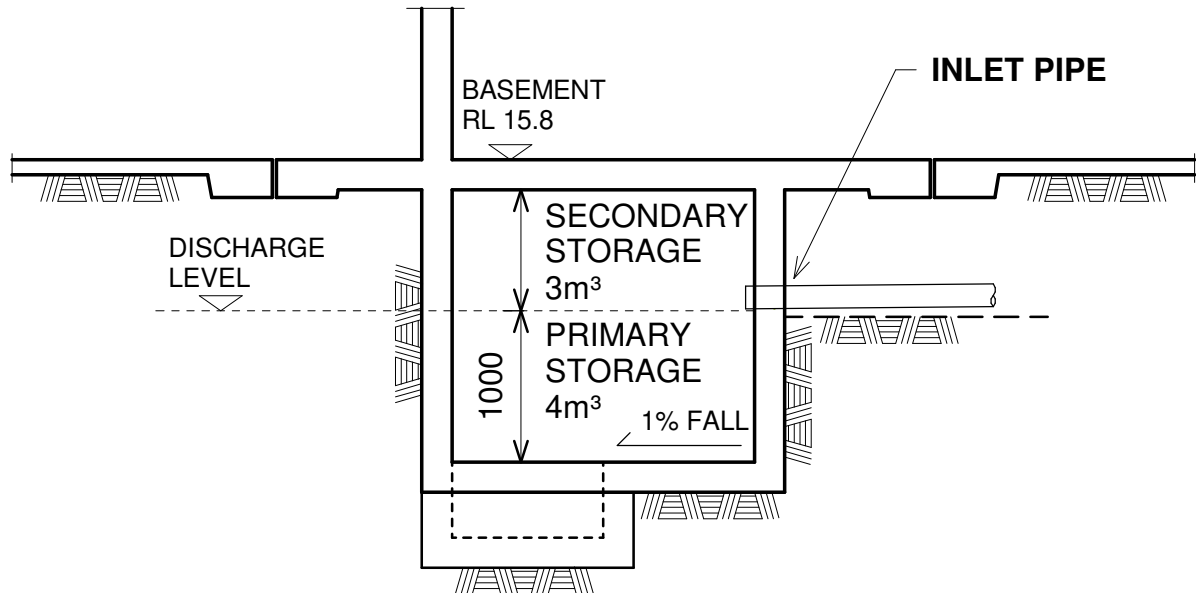 INLET PIPE
BASEMENT
RL 15.8
SECONDARY
STORAGE
3m³
DISCHARGE
LEVEL
PRIMARY
STORAGE
4m³
1000
1% FALL